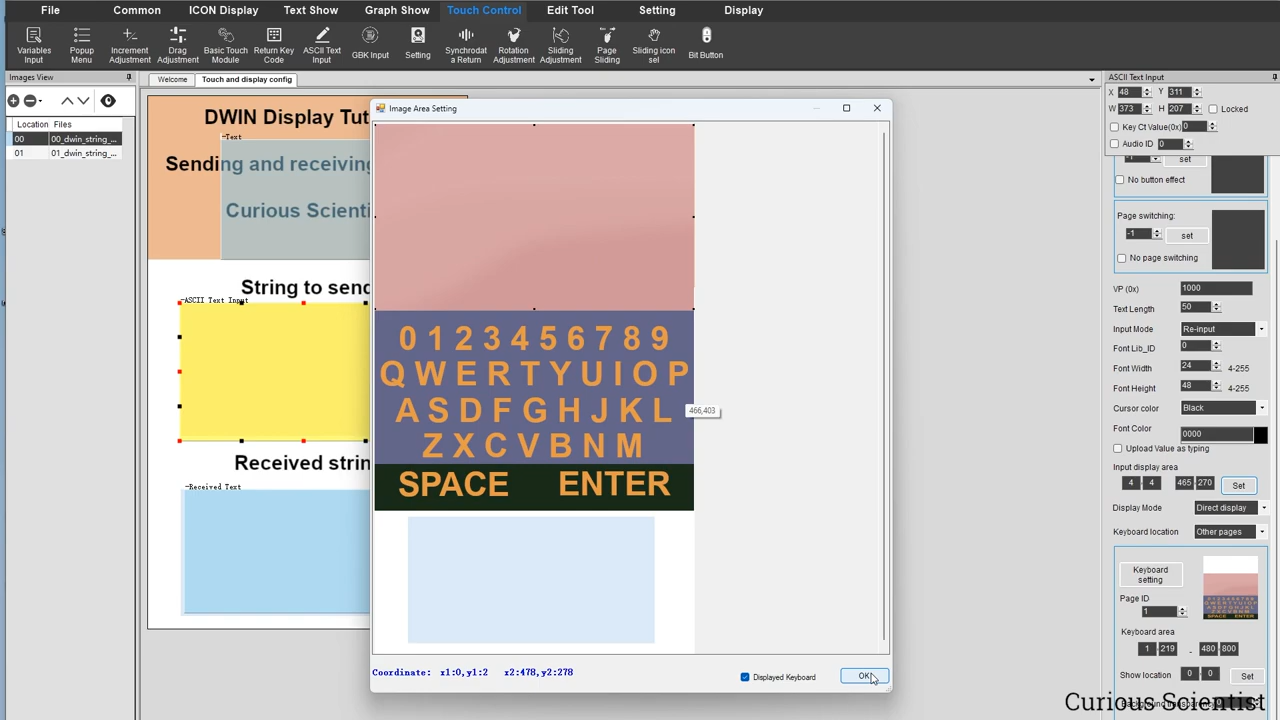 File Common ICON Display Text Show Graph Show Touch Control Edit Tool Setting Display
Variables Input Popup Menu Increment Adjustment Drag Adjustment Basic Touch Module Return Key Code ASCII Text Input GBK Input Setting Synchrodat a Return Rotation Adjustment Sliding Adjustment Page Sliding Sliding icon sel Bit Button
Images View
Welcome Touch and display config
Location Files
00 00_dwin_string_...
01 01_dwin_string_...
DWIN Display Tut
Text
Sending and receiving
Curious Scienti
String to send
ASCII Text Input
Received strin
Received Text
Image Area Setting
0 1 2 3 4 5 6 7 8 9
Q W E R T Y U I O P
A S D F G H J K L
466,403
Z X C V B N M
SPACE ENTER
Coordinate: x1:0,y1:2 x2:478,y2:278
Displayed Keyboard
OK
ASCII Text Input
X 48 Y 311
W 373 H 207 Locked
Key Ct Value(0x) 0
Audio ID 0
-1 set
No button effect
Page switching:
-1 set
No page switching
VP (0x) 1000
Text Length 50
Input Mode Re-input
Font Lib_ID 0
Font Width 24 4-255
Font Height 48 4-255
Cursor color Black
Font Color 0000
Upload Value as typing
Input display area
4 4 465 270 Set
Display Mode Direct display
Keyboard location Other pages
Keyboard setting
Page ID
1
Keyboard area
1 219 - 480 800
Show location 0 0 Set
Curious Scientist